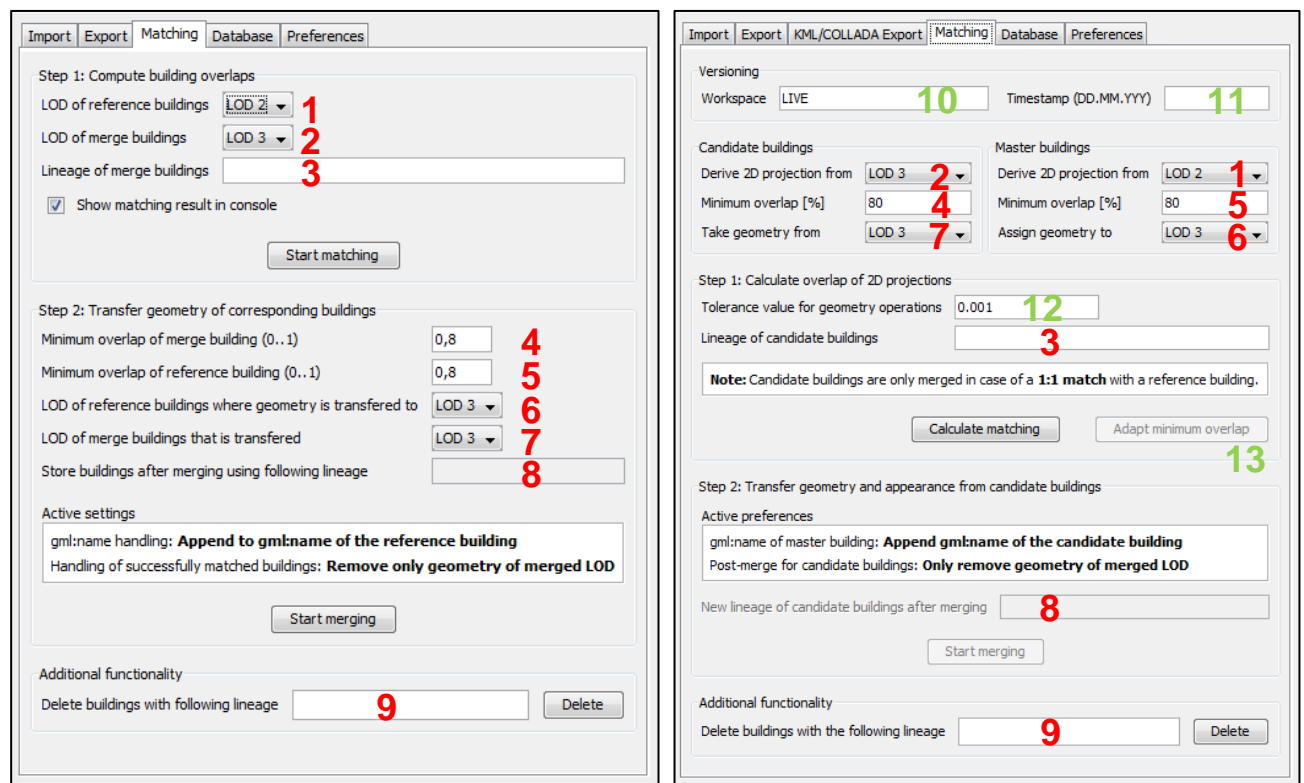 Import Export Matching Database Preferences
Step 1: Compute building overlaps
LOD of reference buildings LOD 2 1
LOD of merge buildings LOD 3 2
Lineage of merge buildings 3
Show matching result in console
Start matching
Step 2: Transfer geometry of corresponding buildings
Minimum overlap of merge building (0..1) 0,8 4
Minimum overlap of reference building (0..1) 0,8 5
LOD of reference buildings where geometry is transfered to LOD 3 6
LOD of merge buildings that is transfered LOD 3 7
Store buildings after merging using following lineage 8
Active settings
gml:name handling: Append to gml:name of the reference building
Handling of successfully matched buildings: Remove only geometry of merged LOD
Start merging
Additional functionality
Delete buildings with following lineage 9 Delete
Import Export KML/COLLADA Export Matching Database Preferences
Versioning
Workspace LIVE 10 Timestamp (DD.MM.YYY) 11
Candidate buildings Master buildings
Derive 2D projection from LOD 3 2 Derive 2D projection from LOD 2 1
Minimum overlap [%] 80 4 Minimum overlap [%] 80 5
Take geometry from LOD 3 7 Assign geometry to LOD 3 6
Step 1: Calculate overlap of 2D projections
Tolerance value for geometry operations 0.001 12
Lineage of candidate buildings 3
Note: Candidate buildings are only merged in case of a 1:1 match with a reference building.
Calculate matching Adapt minimum overlap
13
Step 2: Transfer geometry and appearance from candidate buildings
Active preferences
gml:name of master building: Append gml:name of the candidate building
Post-merge for candidate buildings: Only remove geometry of merged LOD
New lineage of candidate buildings after merging 8
Start merging
Additional functionality
Delete buildings with the following lineage 9 Delete